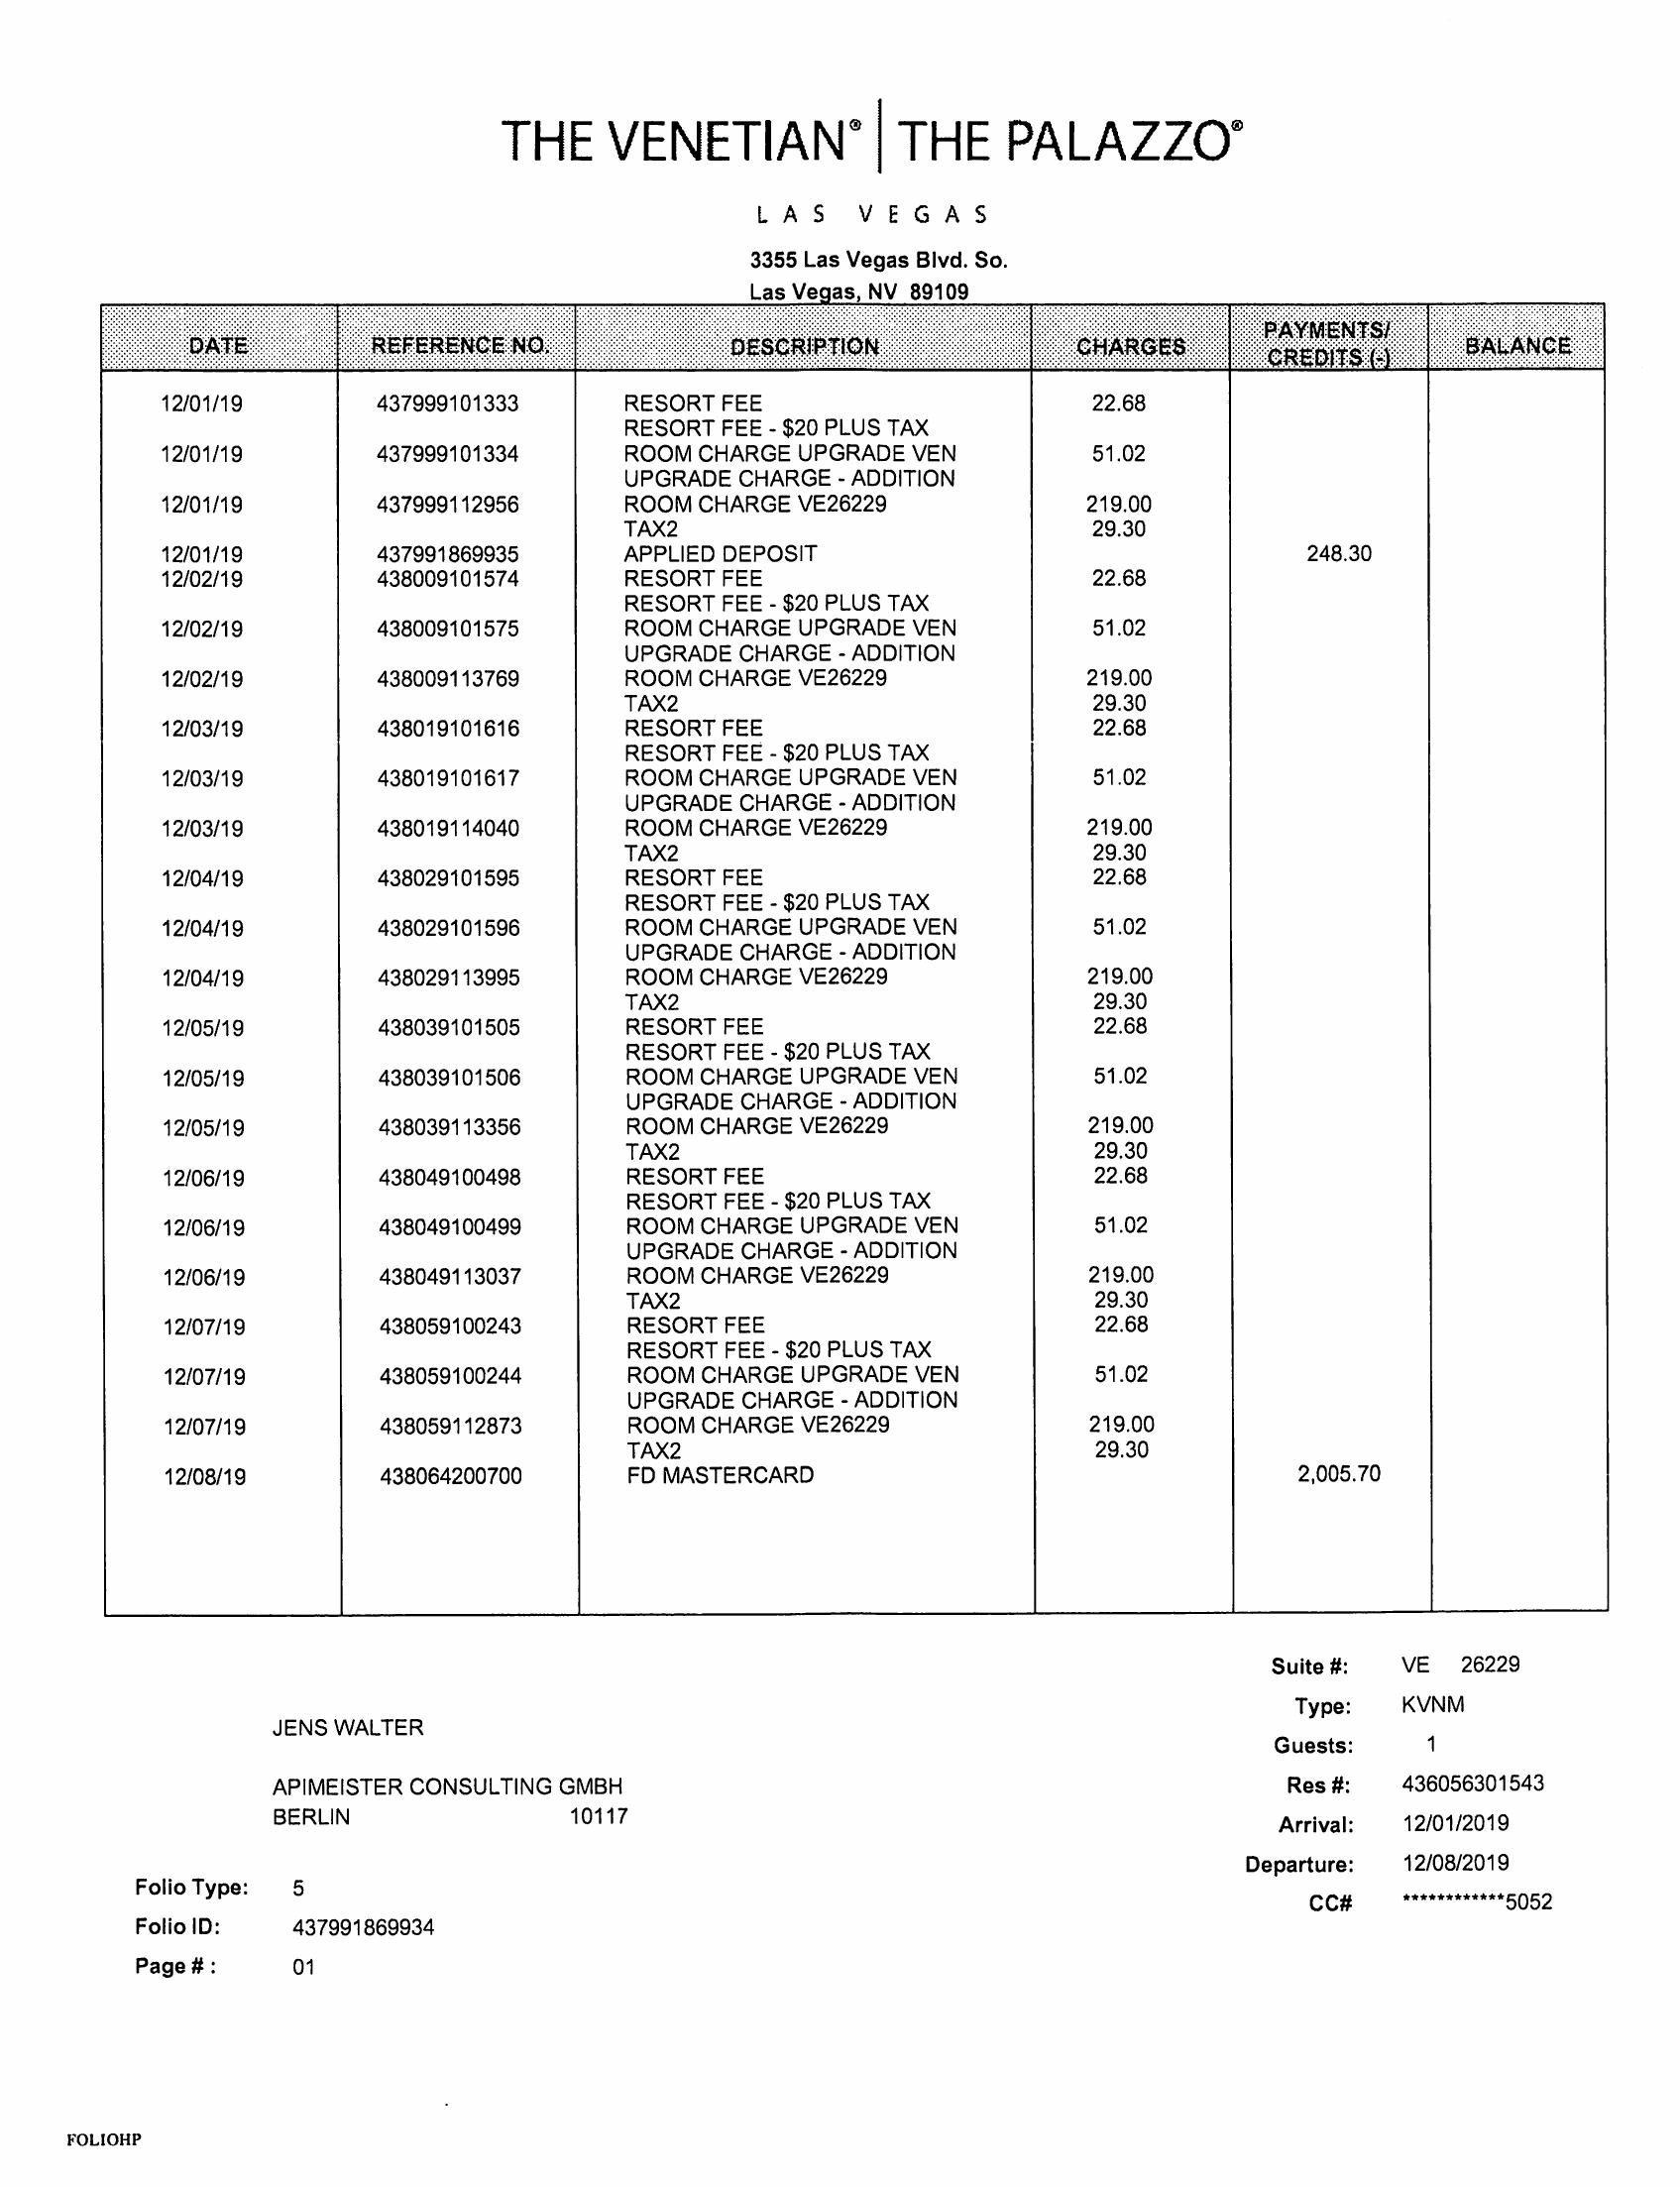 THE VENETIAN® | THE PALAZZO®
LAS VEGAS
3355 Las Vegas Blvd. So.
Las Vegas, NV 89109
DATE REFERENCE NO. DESCRIPTION CHARGES PAYMENTS/ CREDITS (-) BALANCE
12/01/19 437999101333 RESORT FEE 22.68
RESORT FEE - $20 PLUS TAX
12/01/19 437999101334 ROOM CHARGE UPGRADE VEN 51.02
UPGRADE CHARGE - ADDITION
12/01/19 437999112956 ROOM CHARGE VE26229 219.00
TAX2 29.30
12/01/19 437991869935 APPLIED DEPOSIT 248.30
12/02/19 438009101574 RESORT FEE 22.68
RESORT FEE - $20 PLUS TAX
12/02/19 438009101575 ROOM CHARGE UPGRADE VEN 51.02
UPGRADE CHARGE - ADDITION
12/02/19 438009113769 ROOM CHARGE VE26229 219.00
TAX2 29.30
12/03/19 438019101616 RESORT FEE 22.68
RESORT FEE - $20 PLUS TAX
12/03/19 438019101617 ROOM CHARGE UPGRADE VEN 51.02
UPGRADE CHARGE - ADDITION
12/03/19 438019114040 ROOM CHARGE VE26229 219.00
TAX2 29.30
12/04/19 438029101595 RESORT FEE 22.68
RESORT FEE - $20 PLUS TAX
12/04/19 438029101596 ROOM CHARGE UPGRADE VEN 51.02
UPGRADE CHARGE - ADDITION
12/04/19 438029113995 ROOM CHARGE VE26229 219.00
TAX2 29.30
12/05/19 438039101505 RESORT FEE 22.68
RESORT FEE - $20 PLUS TAX
12/05/19 438039101506 ROOM CHARGE UPGRADE VEN 51.02
UPGRADE CHARGE - ADDITION
12/05/19 438039113356 ROOM CHARGE VE26229 219.00
TAX2 29.30
12/06/19 438049100498 RESORT FEE 22.68
RESORT FEE - $20 PLUS TAX
12/06/19 438049100499 ROOM CHARGE UPGRADE VEN 51.02
UPGRADE CHARGE - ADDITION
12/06/19 438049113037 ROOM CHARGE VE26229 219.00
TAX2 29.30
12/07/19 438059100243 RESORT FEE 22.68
RESORT FEE - $20 PLUS TAX
12/07/19 438059100244 ROOM CHARGE UPGRADE VEN 51.02
UPGRADE CHARGE - ADDITION
12/07/19 438059112873 ROOM CHARGE VE26229 219.00
TAX2 29.30
12/08/19 438064200700 FD MASTERCARD 2,005.70
Suite #: VE 26229
Type: KVNM
JENS WALTER
Guests: 1
APIMEISTER CONSULTING GMBH
Res #: 436056301543
BERLIN 10117
Arrival: 12/01/2019
Departure: 12/08/2019
Folio Type: 5
CC# ************5052
Folio ID: 437991869934
Page # : 01
FOLIOHP